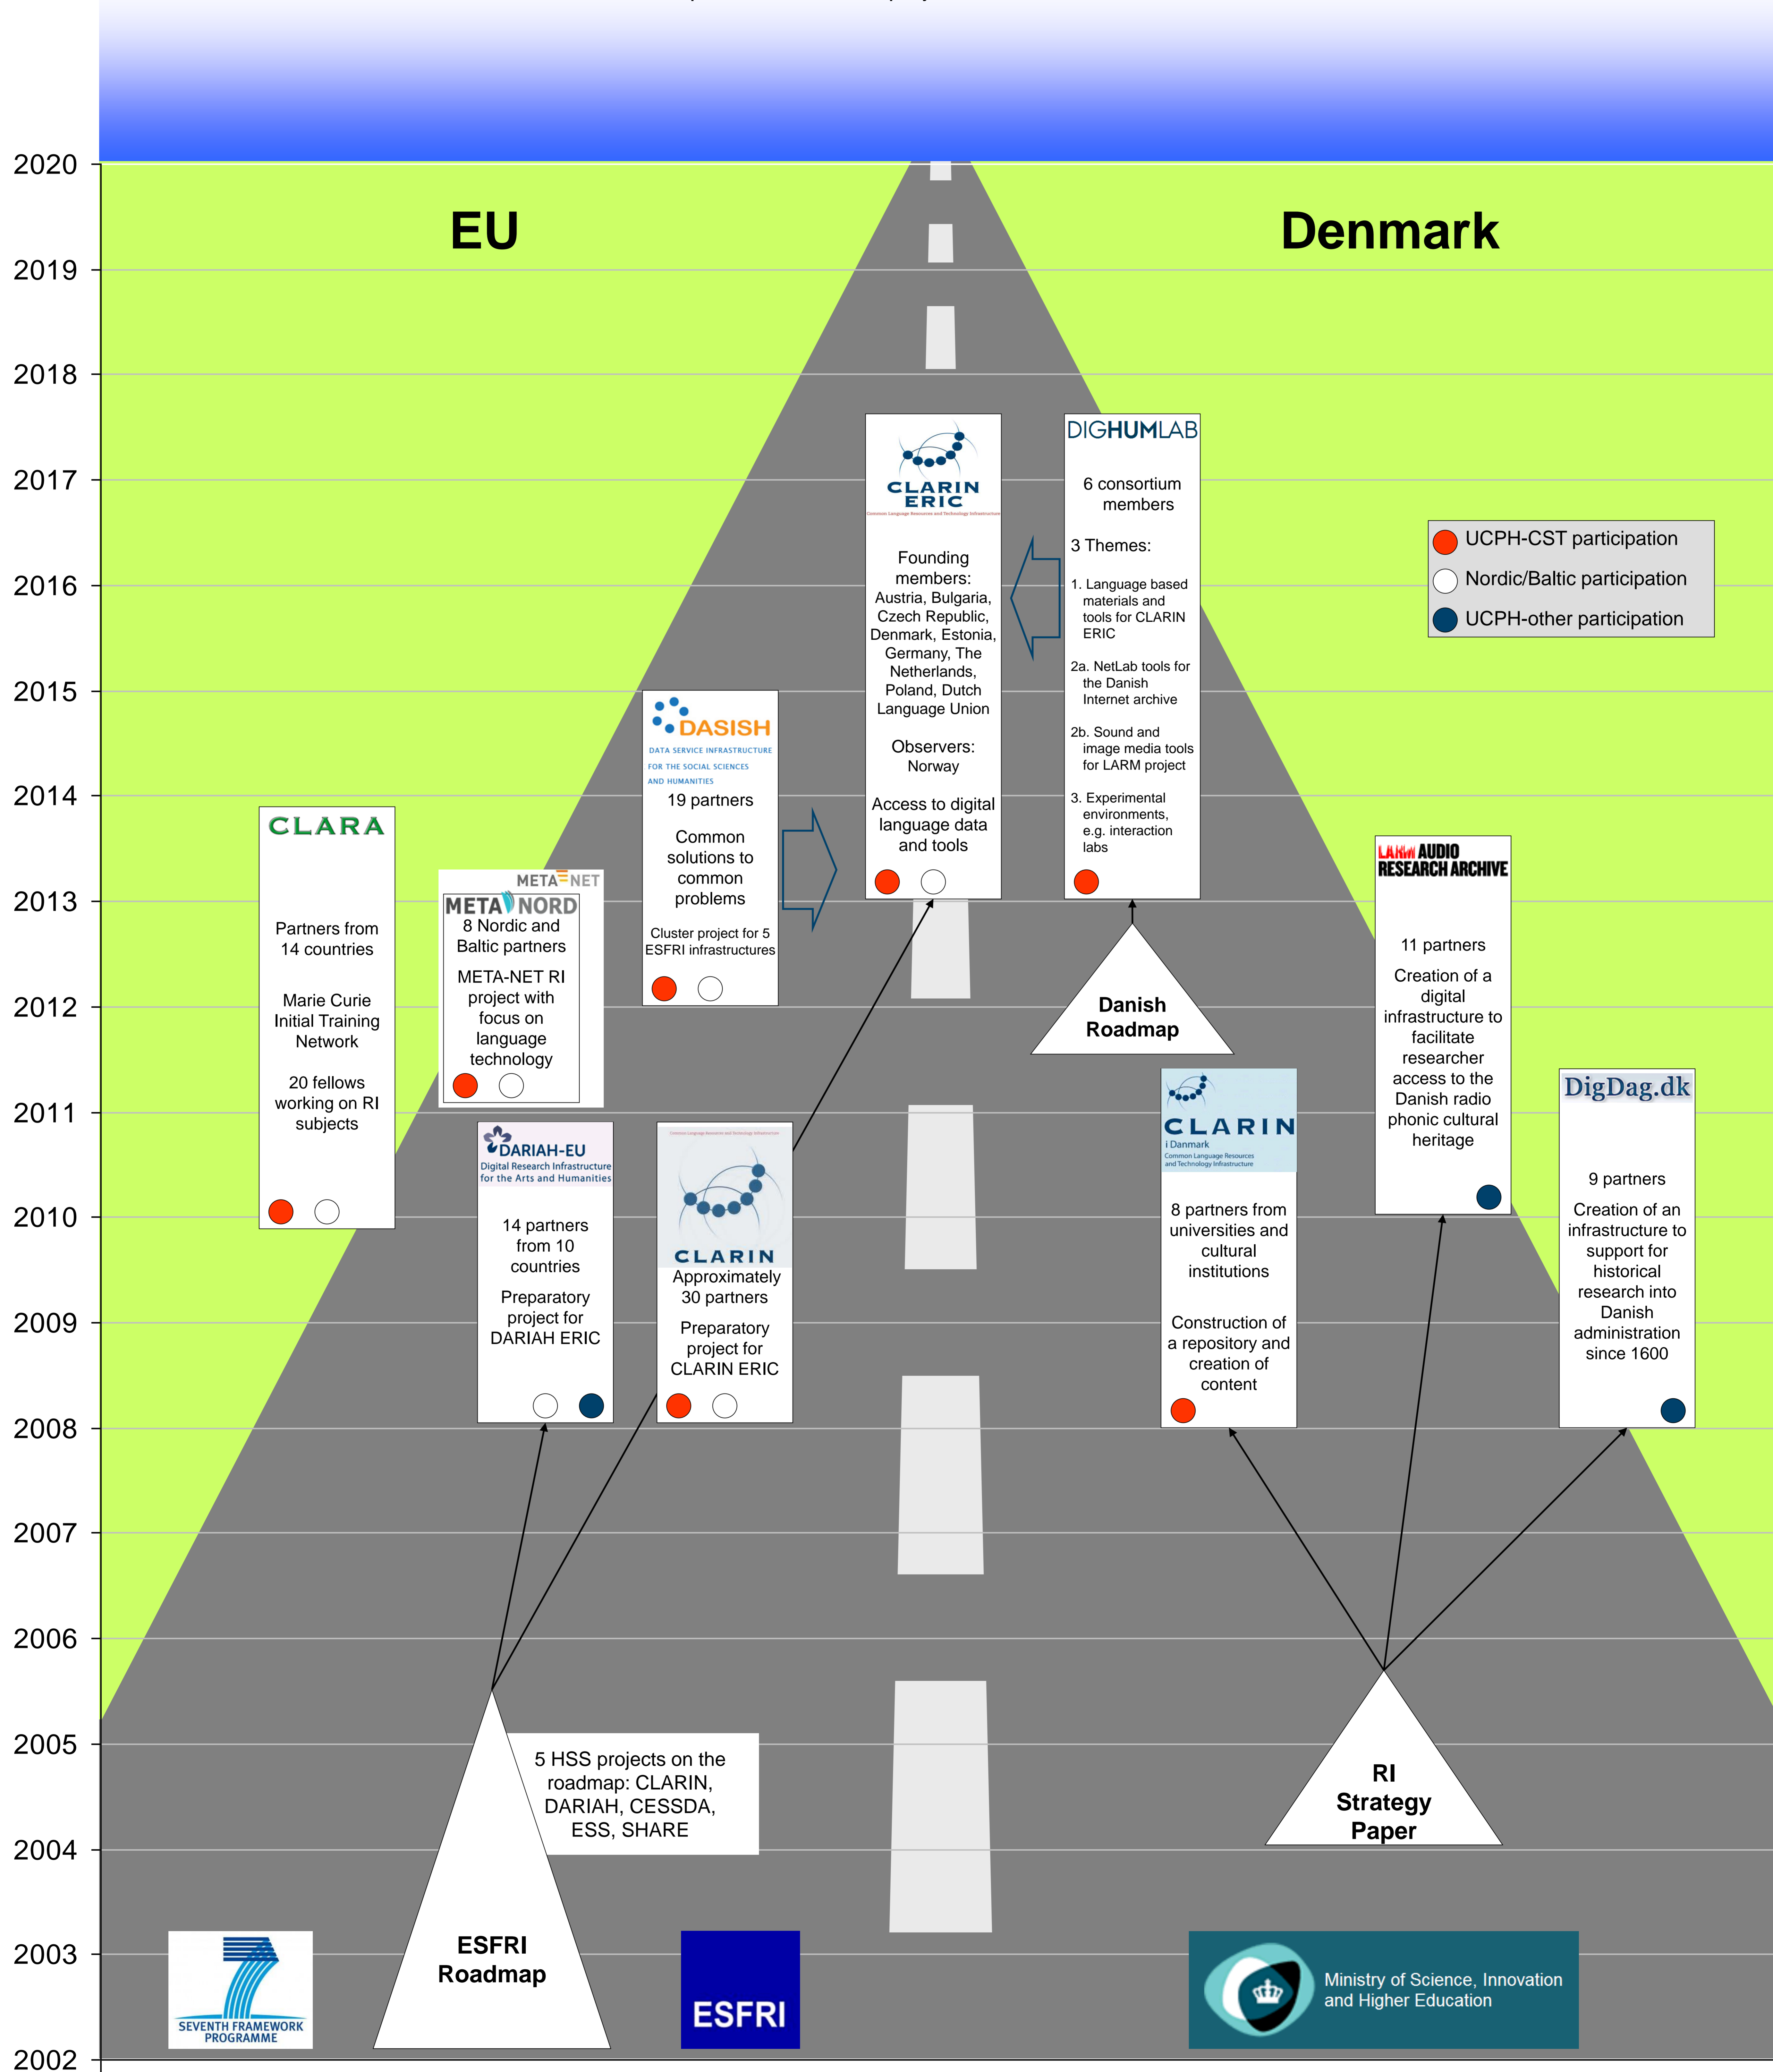 2020
2019
2018
2017
2016
2015
2014
2013
2012
2011
2010
2009
2008
2007
2006
2005
2004
2003
2002
EU
Denmark
CLARIN
ERIC
Common Language Resources and Technology Infrastructure
Founding
members:
Austria, Bulgaria,
Czech Republic,
Denmark, Estonia,
Germany, The
Netherlands,
Poland, Dutch
Language Union
Observers:
Norway
Access to digital
language data
and tools
DIGHUMLAB
6 consortium
members
3 Themes:
1. Language based
materials and
tools for CLARIN
ERIC
2a. NetLab tools for
the Danish
Internet archive
2b. Sound and
image media tools
for LARM project
3. Experimental
environments,
e.g. interaction
labs
UCPH-CST participation
Nordic/Baltic participation
UCPH-other participation
DASISH
DATA SERVICE INFRASTRUCTURE
FOR THE SOCIAL SCIENCES
AND HUMANITIES
19 partners
Common
solutions to
common
problems
Cluster project for 5
ESFRI infrastructures
CLARA
Partners from
14 countries
Marie Curie
Initial Training
Network
20 fellows
working on RI
subjects
META NET
META NORD
8 Nordic and
Baltic partners
META-NET RI
project with
focus on
language
technology
Danish
Roadmap
LARM AUDIO
RESEARCH ARCHIVE
11 partners
Creation of a
digital
infrastructure to
facilitate
researcher
access to the
Danish radio
phonic cultural
heritage
DARIAH-EU
Digital Research Infrastructure
for the Arts and Humanities
14 partners
from 10
countries
Preparatory
project for
DARIAH ERIC
Common Language Resources and Technology Infrastructure
CLARIN
Approximately
30 partners
Preparatory
project for
CLARIN ERIC
CLARIN
i Danmark
Common Language Resources
and Technology Infrastructure
8 partners from
universities and
cultural
institutions
Construction of
a repository and
creation of
content
DigDag.dk
9 partners
Creation of an
infrastructure to
support for
historical
research into
Danish
administration
since 1600
5 HSS projects on the
roadmap: CLARIN,
DARIAH, CESSDA,
ESS, SHARE
ESFRI
Roadmap
RI
Strategy
Paper
SEVENTH FRAMEWORK
PROGRAMME
ESFRI
Ministry of Science, Innovation
and Higher Education